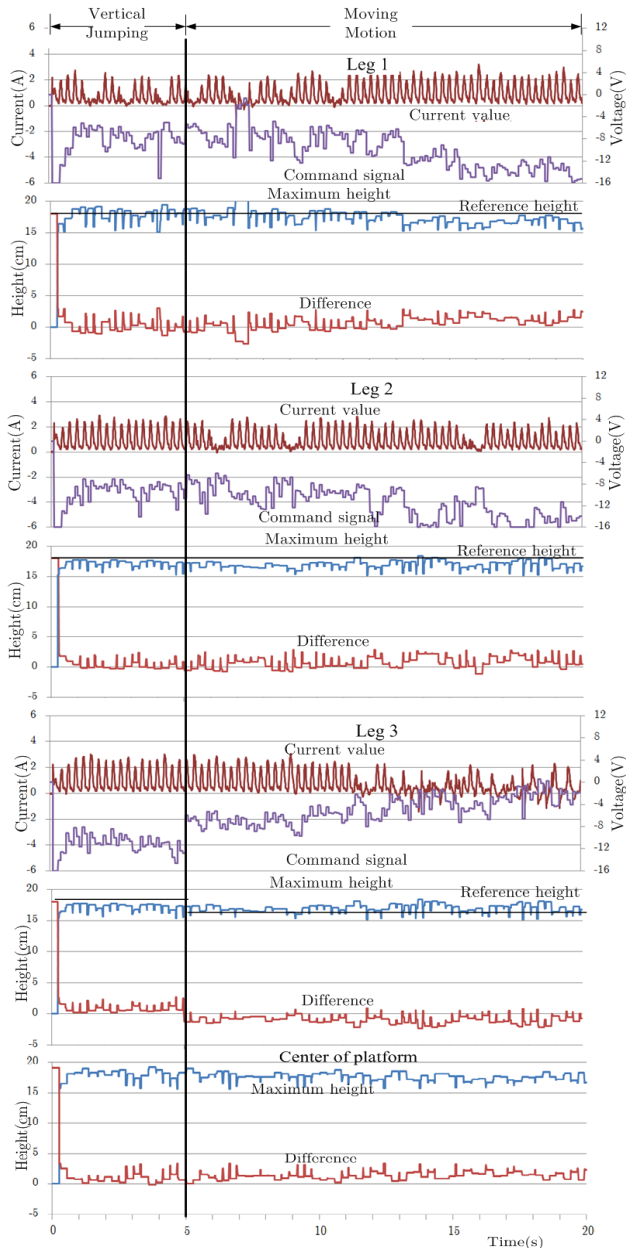 Vertical
Jumping
Moving
Motion
Leg 1
Current(A)
6
4
2
0
-2
-4
-6
Current value
Command signal
Voltage(V)
12
8
4
0
-4
-8
-12
-16
Maximum height
Reference height
Height(cm)
20
15
10
5
0
-5
Difference
Leg 2
Current value
Current(A)
6
4
2
0
-2
-4
-6
Command signal
Voltage(V)
12
8
4
0
-4
-8
-12
-16
Maximum height
Reference height
Height(cm)
20
15
10
5
0
-5
Difference
Leg 3
Current value
Current(A)
6
4
2
0
-2
-4
-6
Command signal
Voltage(V)
12
8
4
0
-4
-8
-12
-16
Maximum height
Reference height
Height(cm)
20
15
10
5
0
-5
Difference
Center of platform
Maximum height
Height(cm)
20
15
10
5
0
-5
Difference
0
5
10
15
20
Time(s)